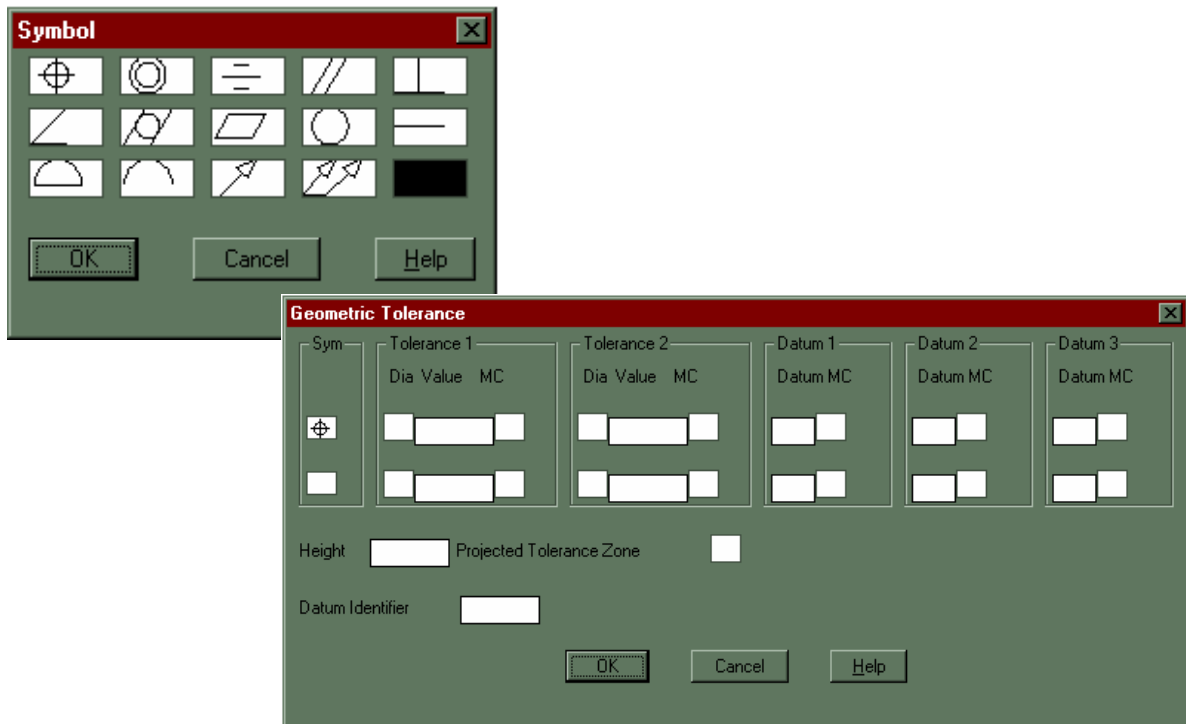 Symbol
OK Cancel Help
Geometric Tolerance
Sym Tolerance 1 Tolerance 2 Datum 1 Datum 2 Datum 3
Dia Value MC Dia Value MC Datum MC Datum MC Datum MC
Height Projected Tolerance Zone
Datum Identifier
OK Cancel Help